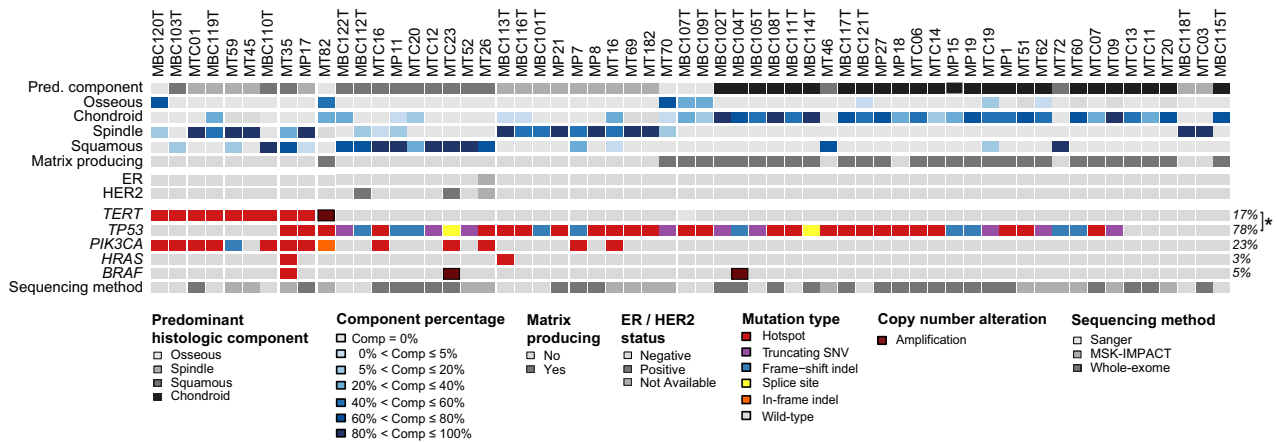 MBC120T MBC103T MTC01 MBC119T MT59 MT45 MBC110T MT35 MP17 MT82 MBC122T MBC112T MTC16 MP11 MTC20 MTC12 MTC23 MT52 MT26 MBC113T MBC116T MBC101T MP21 MP7 MP8 MT16 MT69 MT182 MT70 MBC107T MBC109T MBC102T MBC104T MBC105T MBC108T MBC114T MT46 MBC117T MBC121T MP27 MP18 MTC06 MTC14 MP15 MP19 MTC19 MP1 MT51 MT62 MT72 MT60 MTC07 MT09 MTC13 MTC11 MT20 MBC118T MTC03 MBC115T
Pred. component
Osseous
Chondroid
Spindle
Squamous
Matrix producing
ER
HER2
TERT 17%
TP53 78% *
PIK3CA 23%
HRAS 3%
BRAF 5%
Sequencing method
Predominant
histologic component
Osseous
Spindle
Squamous
Chondroid
Component percentage
Comp = 0%
0% < Comp ≤ 5%
5% < Comp ≤ 20%
20% < Comp ≤ 40%
40% < Comp ≤ 60%
60% < Comp ≤ 80%
80% < Comp ≤ 100%
Matrix
producing
No
Yes
ER / HER2
status
Negative
Positive
Not Available
Mutation type
Hotspot
Truncating SNV
Frame−shift indel
Splice site
In-frame indel
Wild-type
Copy number alteration
Amplification
Sequencing method
Sanger
MSK-IMPACT
Whole-exome